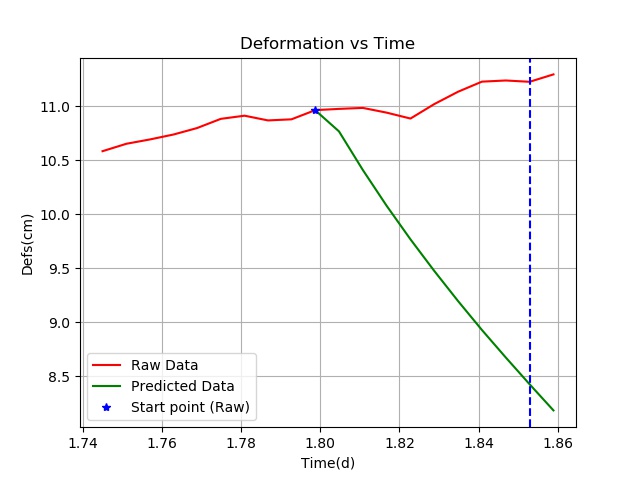 Deformation vs Time
Defs(cm)
11.0
10.5
10.0
9.5
9.0
8.5
Raw Data
Predicted Data
Start point (Raw)
1.74 1.76 1.78 1.80 1.82 1.84 1.86
Time(d)